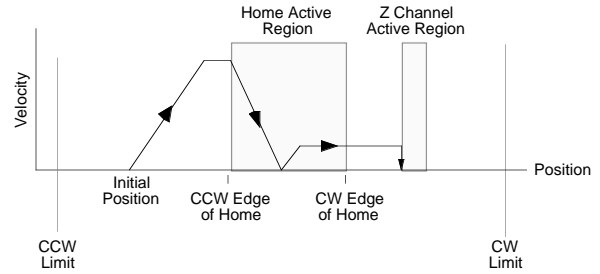 Home Active
Region
Z Channel
Active Region
Velocity
Position
Initial
Position
CCW Edge
of Home
CW Edge
of Home
CCW
Limit
CW
Limit